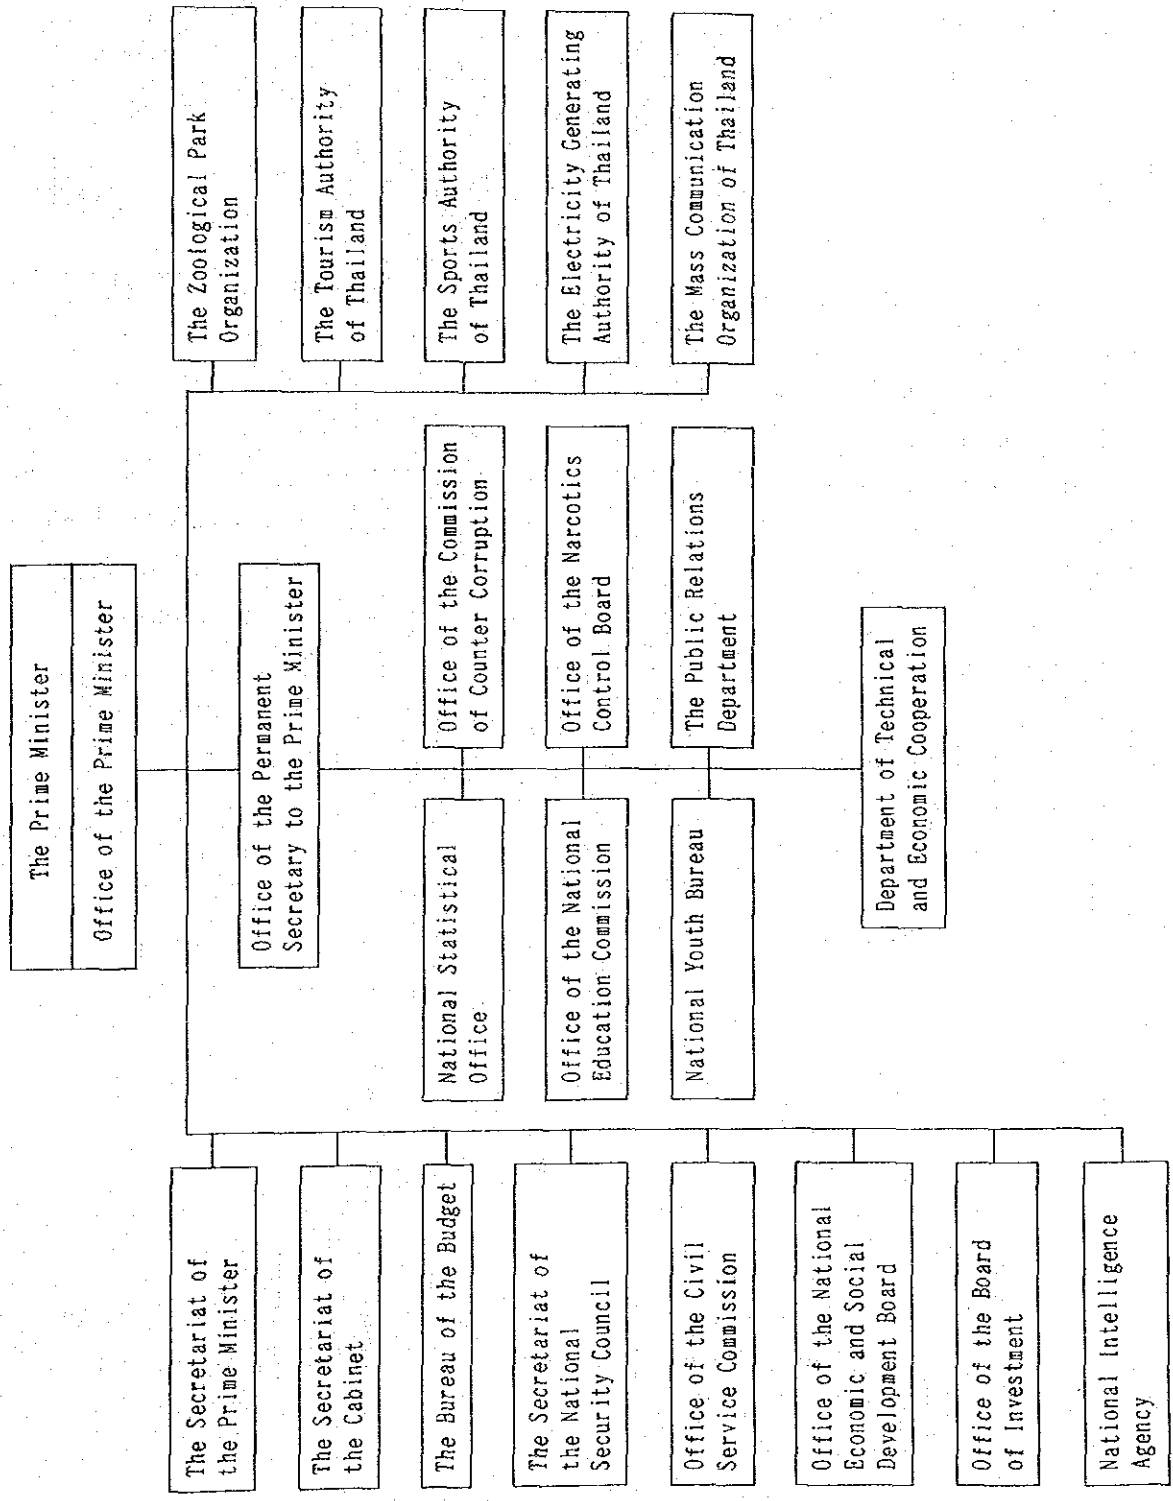 The Prime Minister
Office of the Prime Minister
Office of the Permanent
Secretary to the Prime Minister
The Secretariat of
the Prime Minister
The Secretariat of
the Cabinet
The Bureau of the Budget
The Secretariat of
the National
Security Council
Office of the Civil
Service Commission
Office of the National
Economic and Social
Development Board
Office of the Board
of Investment
National Intelligence
Agency
National Statistical
Office
Office of the National
Education Commission
National Youth Bureau
Office of the Commission
of Counter Corruption
Office of the Narcotics
Control Board
The Public Relations
Department
Department of Technical
and Economic Cooperation
The Zoological Park
Organization
The Tourism Authority
of Thailand
The Sports Authority
of Thailand
The Electricity Generating
Authority of Thailand
The Mass Communication
Organization of Thailand